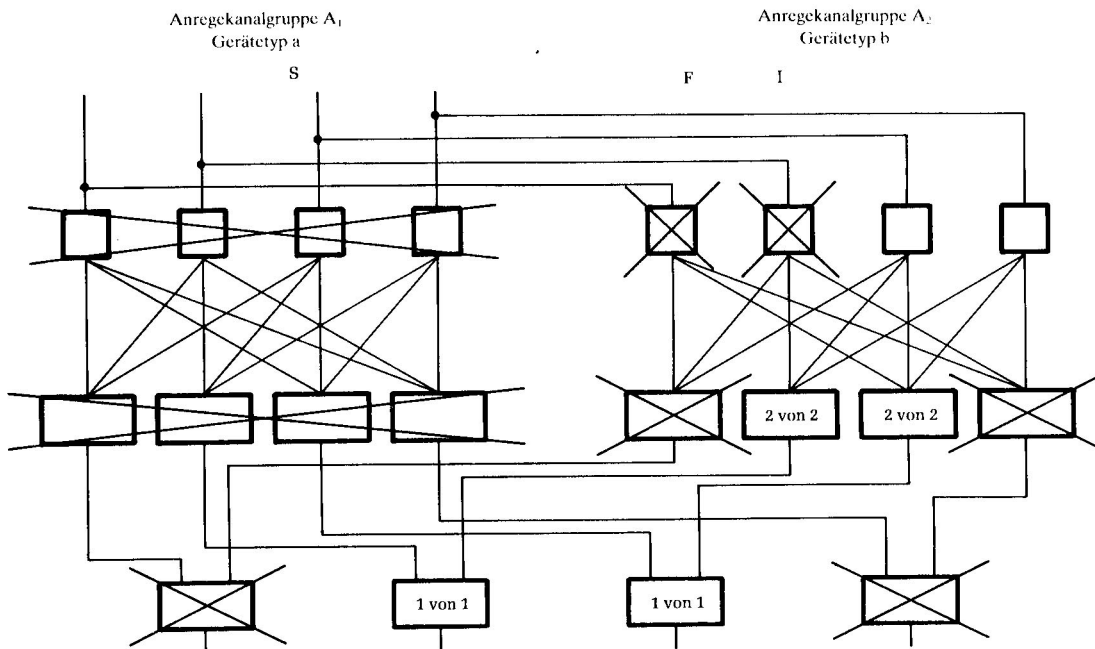 Anregekanalgruppe A₁
Gerätetyp a
Anregekanalgruppe A₂
Gerätetyp b
S
F
I
2 von 2
2 von 2
1 von 1
1 von 1